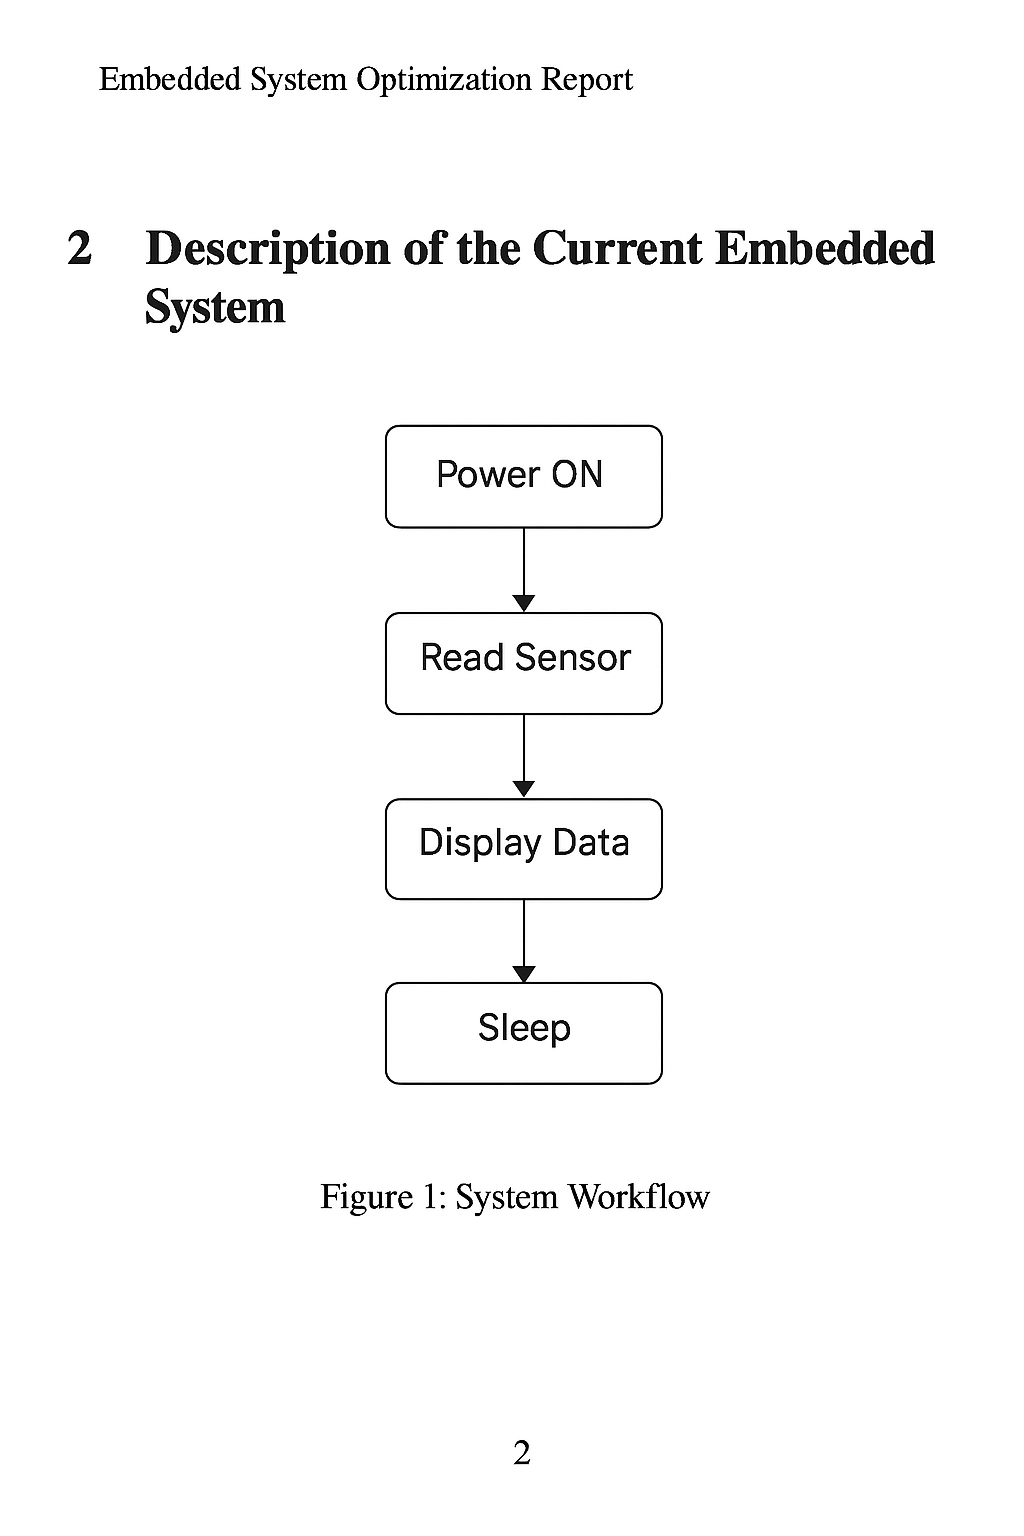 Embedded System Optimization Report
2 Description of the Current Embedded
System
Power ON
Read Sensor
Display Data
Sleep
Figure 1: System Workflow
2